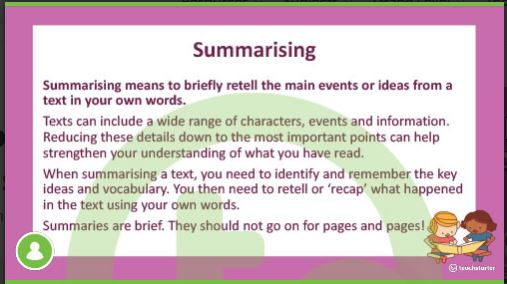 Summarising
Summarising means to briefly retell the main events or ideas from a
text in your own words.
Texts can include a wide range of characters, events and information.
Reducing these details down to the most important points can help
strengthen your understanding of what you have read.
When summarising a text, you need to identify and remember the key
ideas and vocabulary. You then need to retell or ‘recap’ what happened
in the text using your own words.
Summaries are brief. They should not go on for pages and pages!
teachstarter